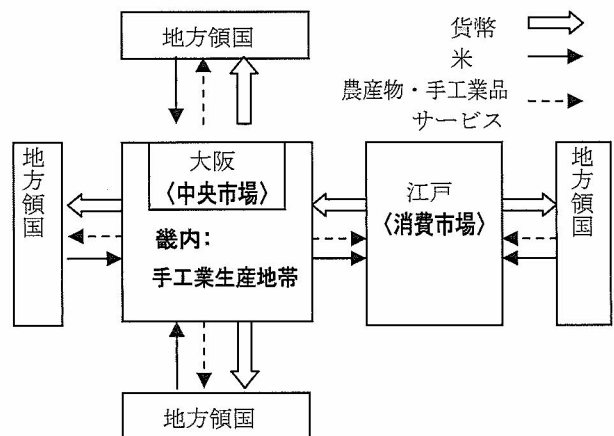 地方領国
貨幣
米
農産物・手工業品
サービス
地方領国
大阪
〈中央市場〉
畿内:
手工業生産地帯
江戸
〈消費市場〉
地方領国
地方領国